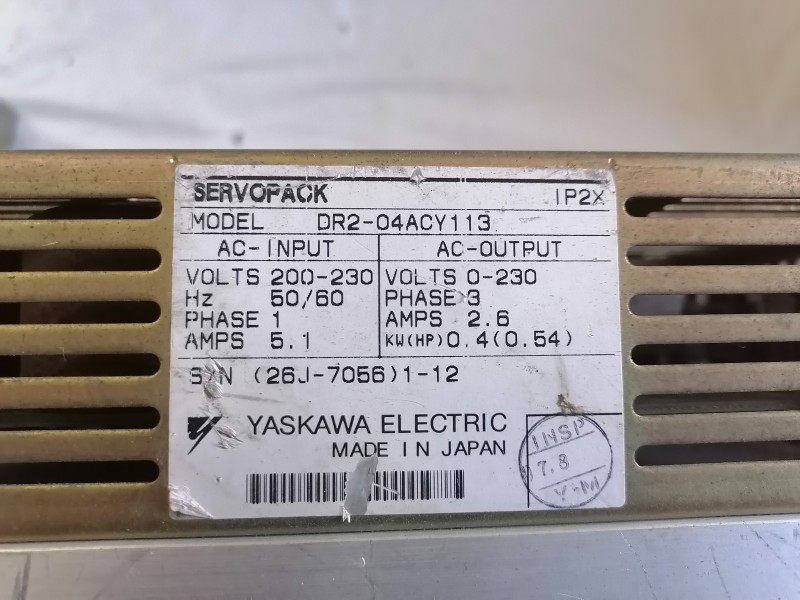 SERVOPACK IP2X
MODEL DR2-04ACY113
AC-INPUT AC-OUTPUT
VOLTS 200-230 VOLTS 0-230
Hz 50/60 PHASE 3
PHASE 1 AMPS 2.6
AMPS 5.1 KW(HP) 0.4(0.54)
S/N (26J-7056)1-12
YASKAWA ELECTRIC
MADE IN JAPAN
INSP
7.8
Y-M